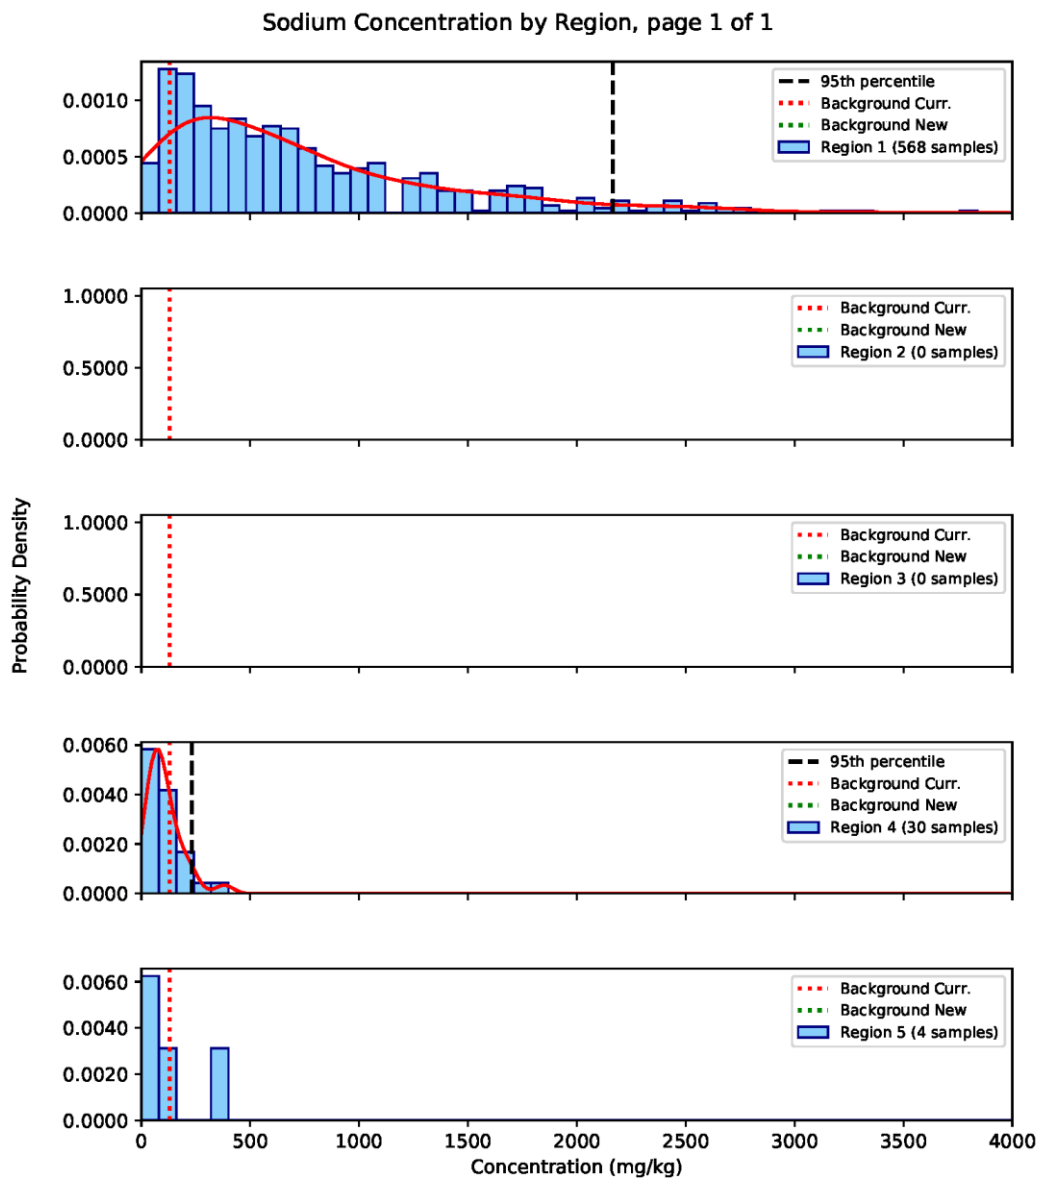 Sodium Concentration by Region, page 1 of 1
0.0010
0.0005
0.0000
95th percentile
Background Curr.
Background New
Region 1 (568 samples)
1.0000
0.5000
0.0000
Background Curr.
Background New
Region 2 (0 samples)
Probability Density
1.0000
0.5000
0.0000
Background Curr.
Background New
Region 3 (0 samples)
0.0060
0.0040
0.0020
0.0000
95th percentile
Background Curr.
Background New
Region 4 (30 samples)
0.0060
0.0040
0.0020
0.0000
Background Curr.
Background New
Region 5 (4 samples)
0 500 1000 1500 2000 2500 3000 3500 4000
Concentration (mg/kg)